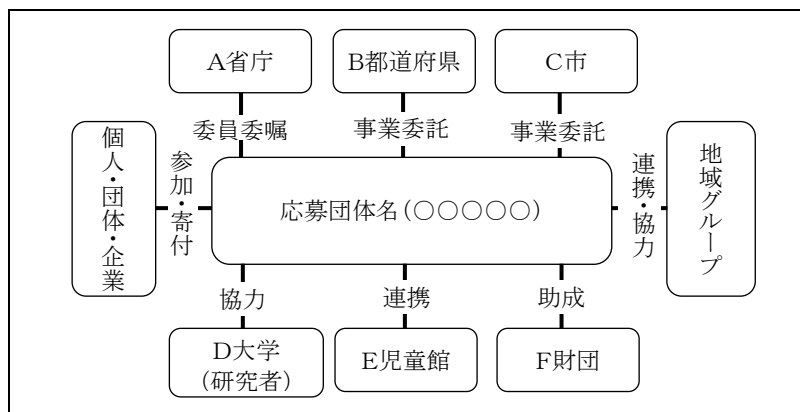 A省庁
B都道府県
C市
委員委嘱
事業委託
事業委託
個人・団体・企業
参加・寄付
応募団体名(○○○○○)
連携・協力
地域グループ
協力
連携
助成
D大学
(研究者)
E児童館
F財団